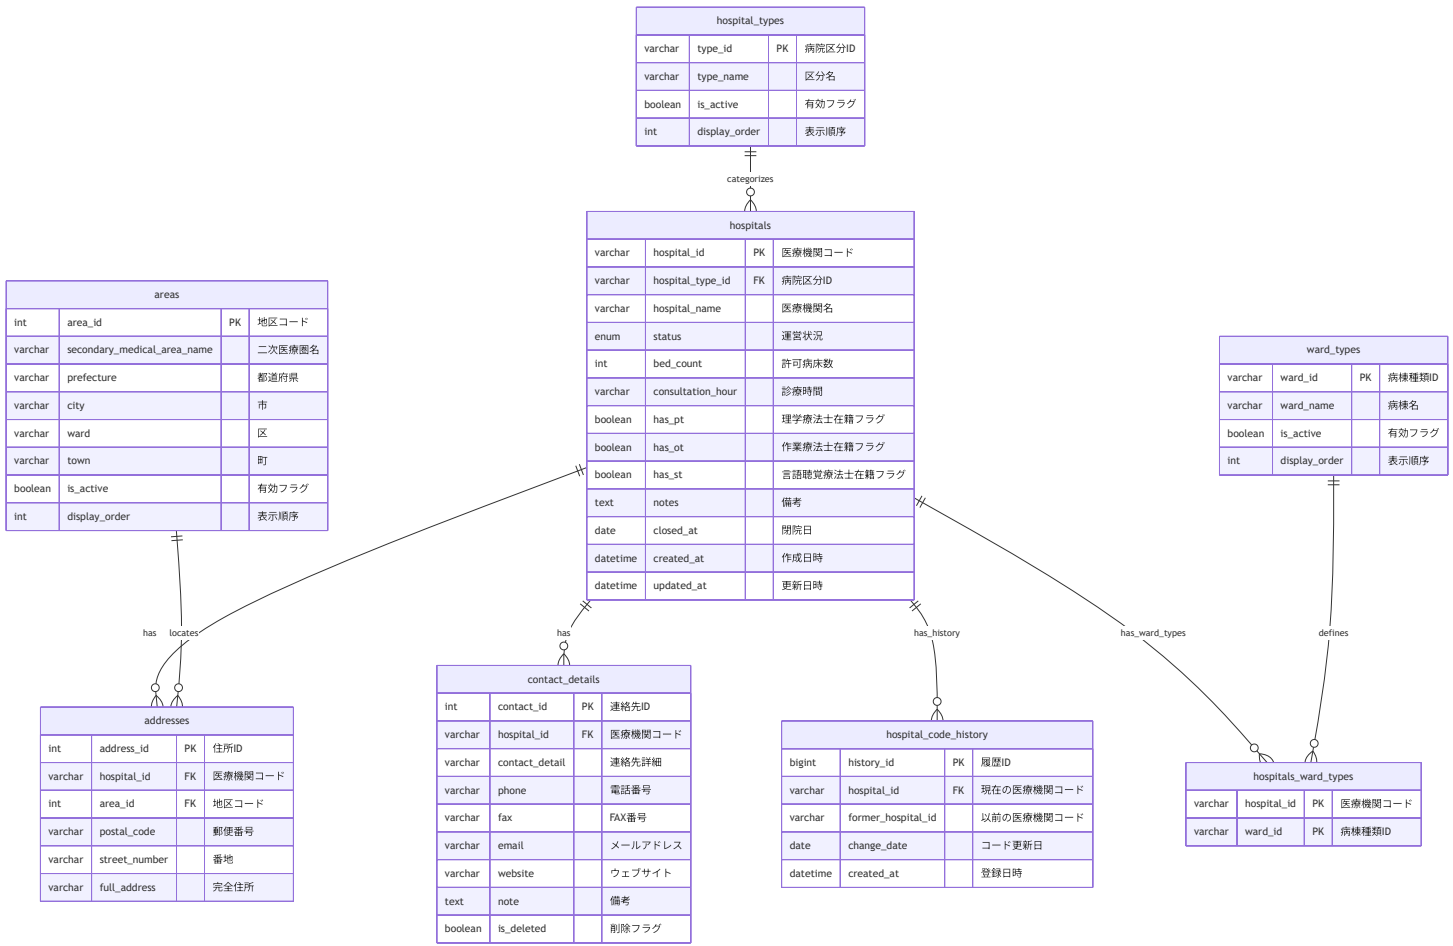 hospital_types
varchar type_id PK 病院区分ID
varchar type_name 区分名
boolean is_active 有効フラグ
int display_order 表示順序
categorizes
hospitals
varchar hospital_id PK 医療機関コード
varchar hospital_type_id FK 病院区分ID
varchar hospital_name 医療機関名
enum status 運営状況
int bed_count 許可病床数
varchar consultation_hour 診療時間
boolean has_pt 理学療法士在籍フラグ
boolean has_ot 作業療法士在籍フラグ
boolean has_st 言語聴覚療法士在籍フラグ
text notes 備考
date closed_at 閉院日
datetime created_at 作成日時
datetime updated_at 更新日時
areas
int area_id PK 地区コード
varchar secondary_medical_area_name 二次医療圏名
varchar prefecture 都道府県
varchar city 市
varchar ward 区
varchar town 町
boolean is_active 有効フラグ
int display_order 表示順序
ward_types
varchar ward_id PK 病棟種類ID
varchar ward_name 病棟名
boolean is_active 有効フラグ
int display_order 表示順序
has
locates
has
has_history
has_ward_types
defines
addresses
int address_id PK 住所ID
varchar hospital_id FK 医療機関コード
int area_id FK 地区コード
varchar postal_code 郵便番号
varchar street_number 番地
varchar full_address 完全住所
contact_details
int contact_id PK 連絡先ID
varchar hospital_id FK 医療機関コード
varchar contact_detail 連絡先詳細
varchar phone 電話番号
varchar fax FAX番号
varchar email メールアドレス
varchar website ウェブサイト
text note 備考
boolean is_deleted 削除フラグ
hospital_code_history
bigint history_id PK 履歴ID
varchar hospital_id FK 現在の医療機関コード
varchar former_hospital_id 以前の医療機関コード
date change_date コード更新日
datetime created_at 登録日時
hospitals_ward_types
varchar hospital_id PK 医療機関コード
varchar ward_id PK 病棟種類ID